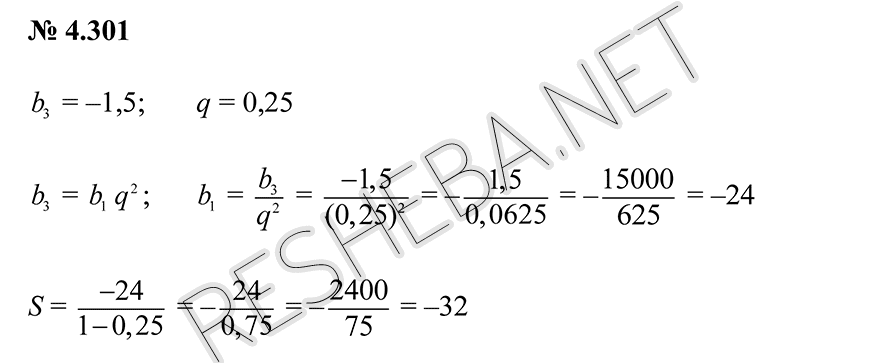 № 4.301
b₃ = –1,5; q = 0,25
b₃ = b₁ q²; b₁ = b₃/q² = –1,5/(0,25)² = –1,5/0,0625 = –15000/625 = –24
S = –24/(1–0,25) = –24/0,75 = –2400/75 = –32
RESHEBA.NET